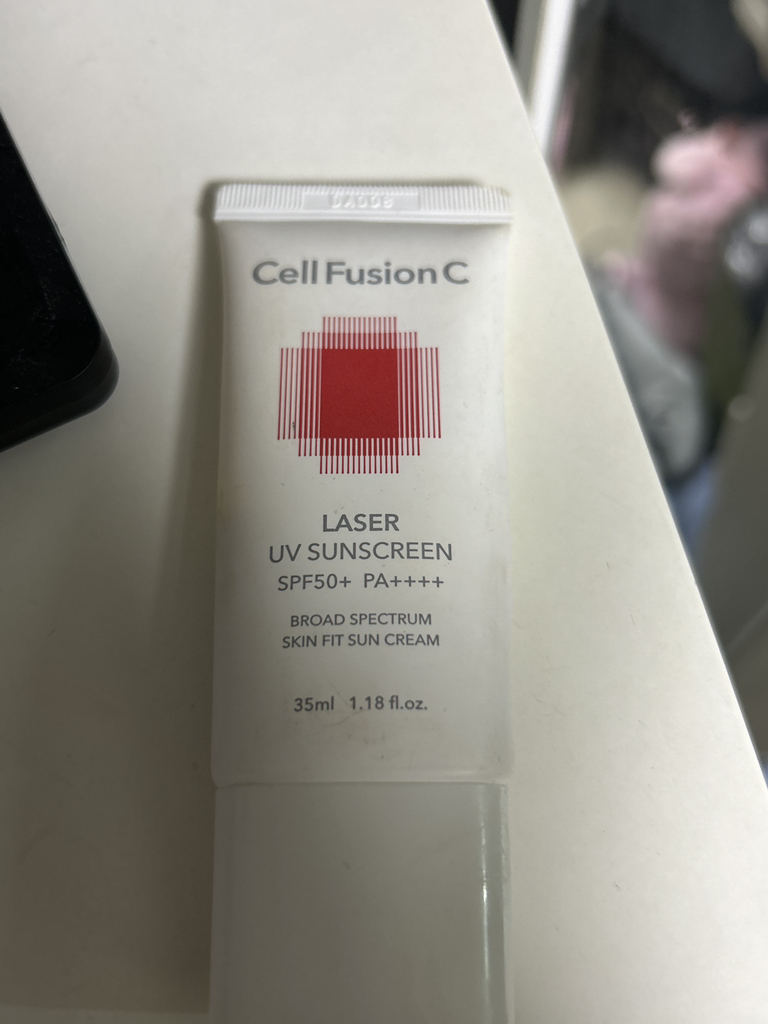 Cell Fusion C
LASER
UV SUNSCREEN
SPF50+ PA++++
BROAD SPECTRUM
SKIN FIT SUN CREAM
35ml 1.18 fl.oz.